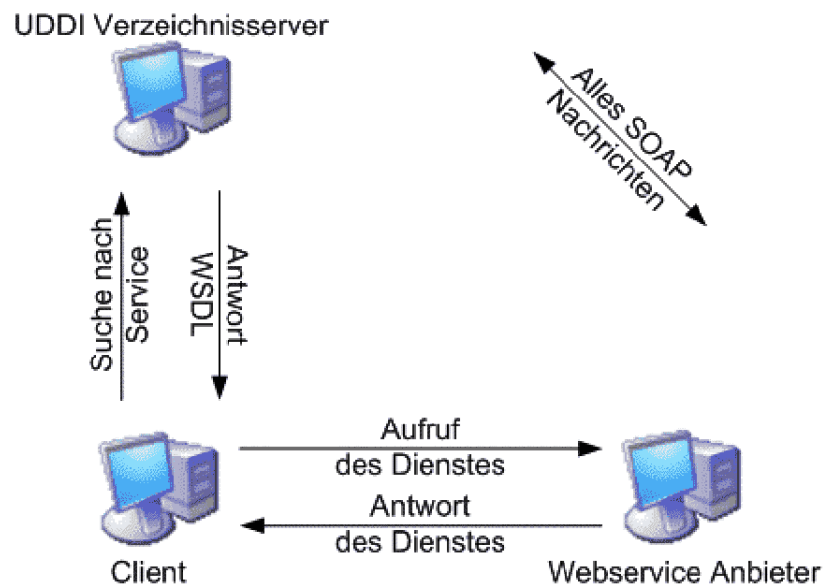 UDDI Verzeichnisserver
Alles SOAP
Nachrichten
Suche nach
Service
Antwort
WSDL
Aufruf
des Dienstes
Antwort
des Dienstes
Client
Webservice Anbieter